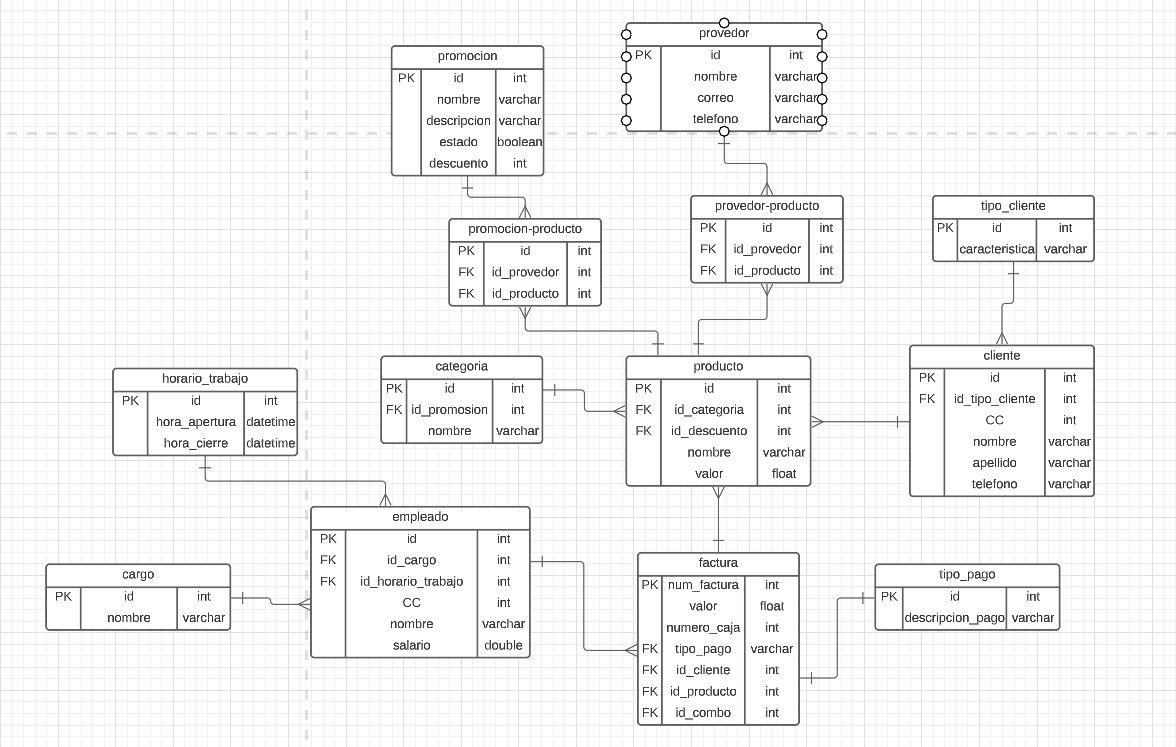 provedor
PK id int
nombre varchar
correo varchar
telefono varchar
promocion
PK id int
nombre varchar
descripcion varchar
estado boolean
descuento int
provedor-producto
PK id int
FK id_provedor int
FK id_producto int
tipo_cliente
PK id int
caracteristica varchar
promocion-producto
PK id int
FK id_provedor int
FK id_producto int
cliente
PK id int
FK id_tipo_cliente int
CC int
nombre varchar
apellido varchar
telefono varchar
categoria
PK id int
FK id_promosion int
nombre varchar
producto
PK id int
FK id_categoria int
FK id_descuento int
nombre varchar
valor float
horario_trabajo
PK id int
hora_apertura datetime
hora_cierre datetime
empleado
PK id int
FK id_cargo int
FK id_horario_trabajo int
CC int
nombre varchar
salario double
cargo
PK id int
nombre varchar
factura
PK num_factura int
valor float
numero_caja int
FK tipo_pago varchar
FK id_cliente int
FK id_producto int
FK id_combo int
tipo_pago
PK id int
descripcion_pago varchar